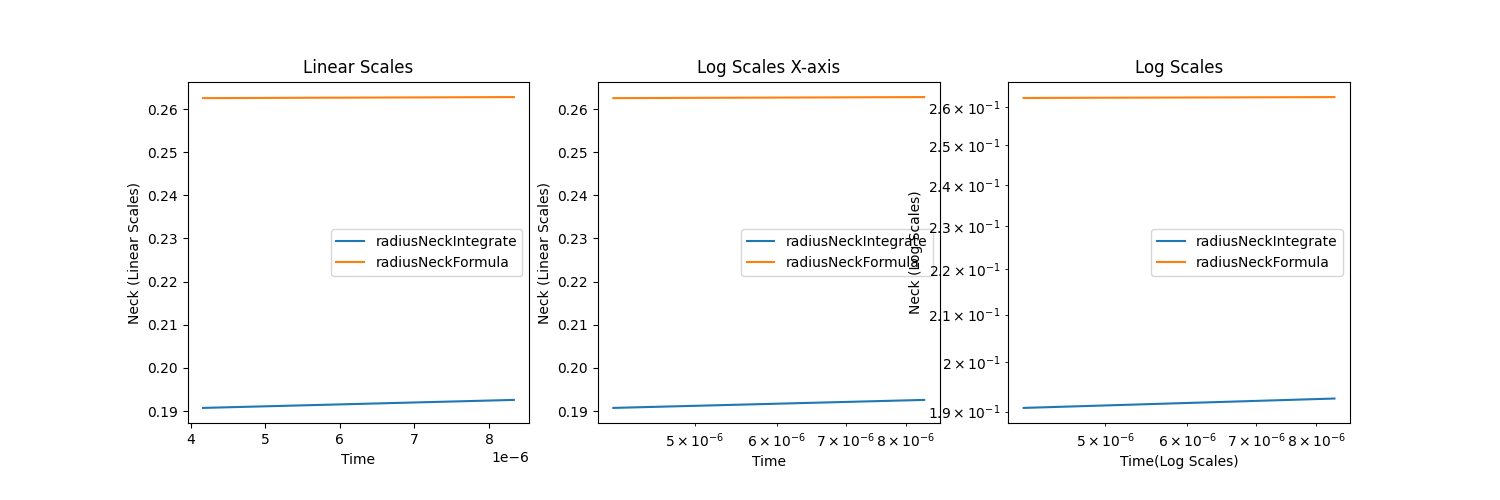 Linear Scales
Neck (Linear Scales)
0.26
0.25
0.24
0.23
0.22
0.21
0.20
0.19
radiusNeckIntegrate
radiusNeckFormula
4 5 6 7 8
1e−6
Time
Log Scales X-axis
Neck (Linear Scales)
0.26
0.25
0.24
0.23
0.22
0.21
0.20
0.19
radiusNeckIntegrate
radiusNeckFormula
5 × 10⁻⁶ 6 × 10⁻⁶ 7 × 10⁻⁶ 8 × 10⁻⁶
Time
Log Scales
Neck (Log Scales)
2.6 × 10⁻¹
2.5 × 10⁻¹
2.4 × 10⁻¹
2.3 × 10⁻¹
2.2 × 10⁻¹
2.1 × 10⁻¹
2 × 10⁻¹
1.9 × 10⁻¹
radiusNeckIntegrate
radiusNeckFormula
5 × 10⁻⁶ 6 × 10⁻⁶ 7 × 10⁻⁶ 8 × 10⁻⁶
Time(Log Scales)